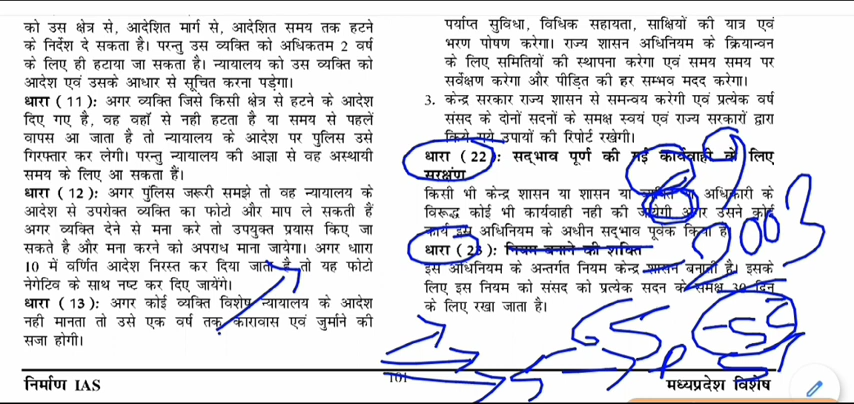 को उस क्षेत्र से, आदेशित मार्ग से, आदेशित समय तक हटने
के निर्देश दे सकता है। परन्तु उस व्यक्ति को अधिकतम 2 वर्ष
के लिए ही हटाया जा सकता है। न्यायालय को उस व्यक्ति को
आदेश एवं उसके आधार से सूचित करना पड़ेगा।
धारा (11): अगर व्यक्ति जिसे किसी क्षेत्र से हटने के आदेश
दिए गए है, वह वहाँ से नही हटता है या समय से पहलें
वापस आ जाता है तो न्यायालय के आदेश पर पुलिस उसे
गिरफ्तार कर लेगी। परन्तु न्यायालय की आज्ञा से वह अस्थायी
समय के लिए आ सकता हैं।
धारा (12): अगर पुलिस जरूरी समझे तो वह न्यायालय के
आदेश से उपरोक्त व्यक्ति का फोटो और माप ले सकती हैं
अगर व्यक्ति देने से मना करे तो उपयुक्त प्रयास किए जा
सकते है और मना करने को अपराध माना जायेगा। अगर धाारा
10 में वर्णित आदेश निरस्त कर दिया जाता है तो यह फोटो
नेगेटिव के साथ नष्ट कर दिए जायेंगे।
धारा (13): अगर कोई व्यक्ति विशेष न्यायालय के आदेश
नही मानता तो उसे एक वर्ष तक कारावास एवं जुर्माने की
सजा होगी।
पर्याप्त सुविधा, विधिक सहायता, साक्षियों की यात्र एवं
भरण पोषण करेगा। राज्य शासन अधिनियम के क्रियान्वन
के लिए समितियों की स्थापना करेगा एवं समय समय पर
सर्वेक्षण करेगा और पीड़ित की हर सम्भव मदद करेगा।
3. केन्द्र सरकार राज्य शासन से समन्वय करेगी एवं प्रत्येक वर्ष
संसद के दोनों सदनों के समक्ष स्वयं एवं राज्य सरकारों द्वारा
किये गये उपायों की रिपोर्ट रखेगी।
धारा (22): सद्भाव पूर्ण की गई कार्यवाही के लिए
सरंक्षण
किसी भी केन्द्र शासन या शासन या अधिकारी के
विरूद्ध कोई भी कार्यवाही नही की जायेगी अगर उसने कोई
कार्य इस अधिनियम के अधीन सद्भाव पूर्वक किया है
2003
धारा (23): नियम बनाने की शक्ति
इस अधिनियम के अन्तर्गत नियम केन्द्र शासन बनाती है। इसके
लिए इस नियम को संसद को प्रत्येक सदन के समक्ष 30 दिन
के लिए रखा जाता है।
निर्माण IAS
101
मध्यप्रदेश विशेष